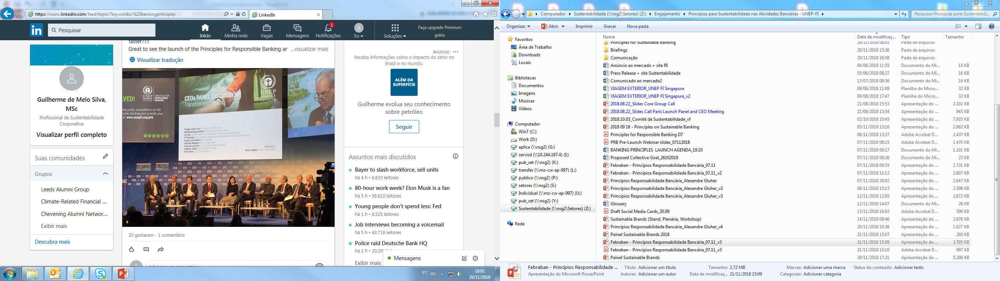 https://www.linkedin.com/feed/topic/?keywords=%23bankingprinciples
LinkedIn
in
Pesquisar
Início
Minha rede
Vagas
Mensagens
1
Notificações
Eu
Soluções
Faça upgrade Premium
grátis
Guilherme de Melo Silva,
MSc
Profissional de Sustentabilidade
Corporativa
Visualizar perfil completo
Suas comunidades
Grupos
Leeds Alumni Group
Climate-Related Financial ...
Chevening Alumni Networ...
Exibir mais
Descubra mais
faster??!!
Great to see the launch of the Principles for Responsible Banking ar ...visualizar mais
Visualizar tradução
UNEP
FINANCE
INITIATIVE
PRINCIPLES FOR
RESPONSIBLE
BANKING
CEOs PANEL DISCUSSION
Transforming banking
UNEP
FINANCE
INITIATIVE
Moderator:
Brian Caplen, Editor, The Banker
#GRT2018
CLIMATE
FINANCE DAY
20 gostaram · 1 comentário
Anúncio ...
Receba informações sobre o impacto do setor no
Brasil e no mundo.
ALÉM DA
SUPERFÍCIE
Guilherme evolua seu conhecimento
sobre petróleo
Seguir
Assuntos mais discutidos
Bayer to slash workforce, sell units
há 4 h • 6.633 leitores
80-hour work week? Elon Musk is a fan
há 5 h • 58.610 leitores
Young people don't spend less: Fed
há 1 h • 6.525 leitores
Job interviews becoming a voicemail
há 5 h • 43.718 leitores
Police raid Deutsche Bank HQ
há 2 h • 20.391
Exibir mais
Mensagens
PT
18:01
29/11/2018
Computador
Sustentabilidade (\\nsg2\Setores) (Z:)
Engajamento
Princípios para Sustentabilidade nas Atividades Bancárias - UNEP-FI
Pesquisar Princípios para Sustentabili...
Organizar
Abrir
Imprimir
Gravar
Nova pasta
Favoritos
Área de Trabalho
Downloads
Locais
Bibliotecas
Documentos
Imagens
Músicas
Vídeos
Computador
Win7 (C:)
Work (D:)
aplica (\\nsg2) (G:)
servisd (\\10.244.187.4) (I:)
pub_set (\\nsg2) (K:)
transfer (\\mz-cw-ap-997) (L:)
publico (\\nsg2) (P:)
setores (\\nsg2) (S:)
Individual (\\mz-cw-ap-997) (U:)
pub_set (\\nsg2) (Y:)
Sustentabilidade (\\nsg2\Setores) (Z:)
Rede
Nome Data de modificaç... Tipo Tamanho
Principles for Sustainable Banking 29/11/2018 08:01 Pasta de arquivos
Briefings 29/11/2018 15:36 Pasta de arquivos
Comunicação 29/11/2018 16:58 Pasta de arquivos
Anúncio ao mercado + site RI 04/06/2018 11:55 Documento do Mi... 15 KB
Press Release + site Sustentabilidade 05/06/2018 08:27 Documento do Mi... 16 KB
Comunicado ao mercado2 13/07/2018 08:56 Documento do Mi... 16 KB
VIAGEM EXTERIOR_UNEP FI Singapura 09/08/2018 11:09 Planilha do Micro... 32 KB
VIAGEM EXTERIOR_UNEP FI Singapura_v2 09/08/2018 17:47 Planilha do Micro... 32 KB
2018.08.22_Slides Core Group Call 21/08/2018 15:53 Apresentação do ... 2.102 KB
2018.08.22_Slides Call Paris Launch Panel and CEO Meeting 21/08/2018 15:54 Apresentação do ... 945 KB
2018.10.03_Comitê de Sustentabilidade_vf 02/10/2018 10:45 Apresentação do ... 7.935 KB
2018 09 18 - Principles on Sustainable Banking 05/11/2018 13:16 Apresentação do ... 2.962 KB
Principles for Responsible Banking D7 06/11/2018 13:37 Adobe Acrobat D... 2.437 KB
PRB Pre-Launch Webinar slides_07112018 07/11/2018 08:15 Adobe Acrobat D... 1.470 KB
BANKING PRINCIPLES LAUNCH AGENDA_19.10 07/11/2018 08:17 Documento do Mi... 1.101 KB
Proposed Collective Goal_26102018 07/11/2018 08:26 Documento do Mi... 23 KB
Febraban - Princípios Responsabilidade Bancária_07.11 07/11/2018 09:55 Apresentação do ... 2.731 KB
Febraban - Princípios Responsabilidade Bancária_07.11_v2 07/11/2018 11:12 Apresentação do ... 2.807 KB
Princípios Responsabilidade Bancária_Alexandre Gluher 07/11/2018 20:02 Apresentação do ... 2.647 KB
Princípios Responsabilidade Bancária_Alexandre Gluher_v2 08/11/2018 15:13 Apresentação do ... 2.598 KB
Princípios Responsabilidade Bancária_Alexandre Gluher_v3 12/11/2018 12:05 Apresentação do ... 2.672 KB
Glossary 12/11/2018 14:07 Documento do Mi... 26 KB
Draft Social Media Cards_20.09 13/11/2018 16:03 Adobe Acrobat D... 590 KB
Sustainable Brands (Stand, Plenária, Workshop) 14/11/2018 09:46 Apresentação do ... 2.676 KB
Princípios Responsabilidade Bancária_Alexandre Gluher_v4 20/11/2018 10:38 Apresentação do ... 1.627 KB
Painel Sustainable Brands 2018 21/11/2018 15:07 Apresentação do ... 260 KB
Febraban - Princípios Responsabilidade Bancária_07.11_v3 21/11/2018 15:09 Apresentação do ... 2.795 KB
Febraban - Princípios Responsabilidade Bancária_07.11_v3 21/11/2018 15:10 Adobe Acrobat D... 997 KB
Painel Sustainable Brands 29/11/2018 17:21 Apresentação do ... 5.298 KB
Febraban - Princípios Responsabilidade ... Título: Adicionar um título Tamanho: 2,72 MB Marcas: Adicionar uma marca Status do conteúdo: Adicionar texto
Apresentação do Microsoft PowerPoint Autores: Adicionar um autor Data de modificaç... 21/11/2018 15:09 Categorias: Adicionar categoria